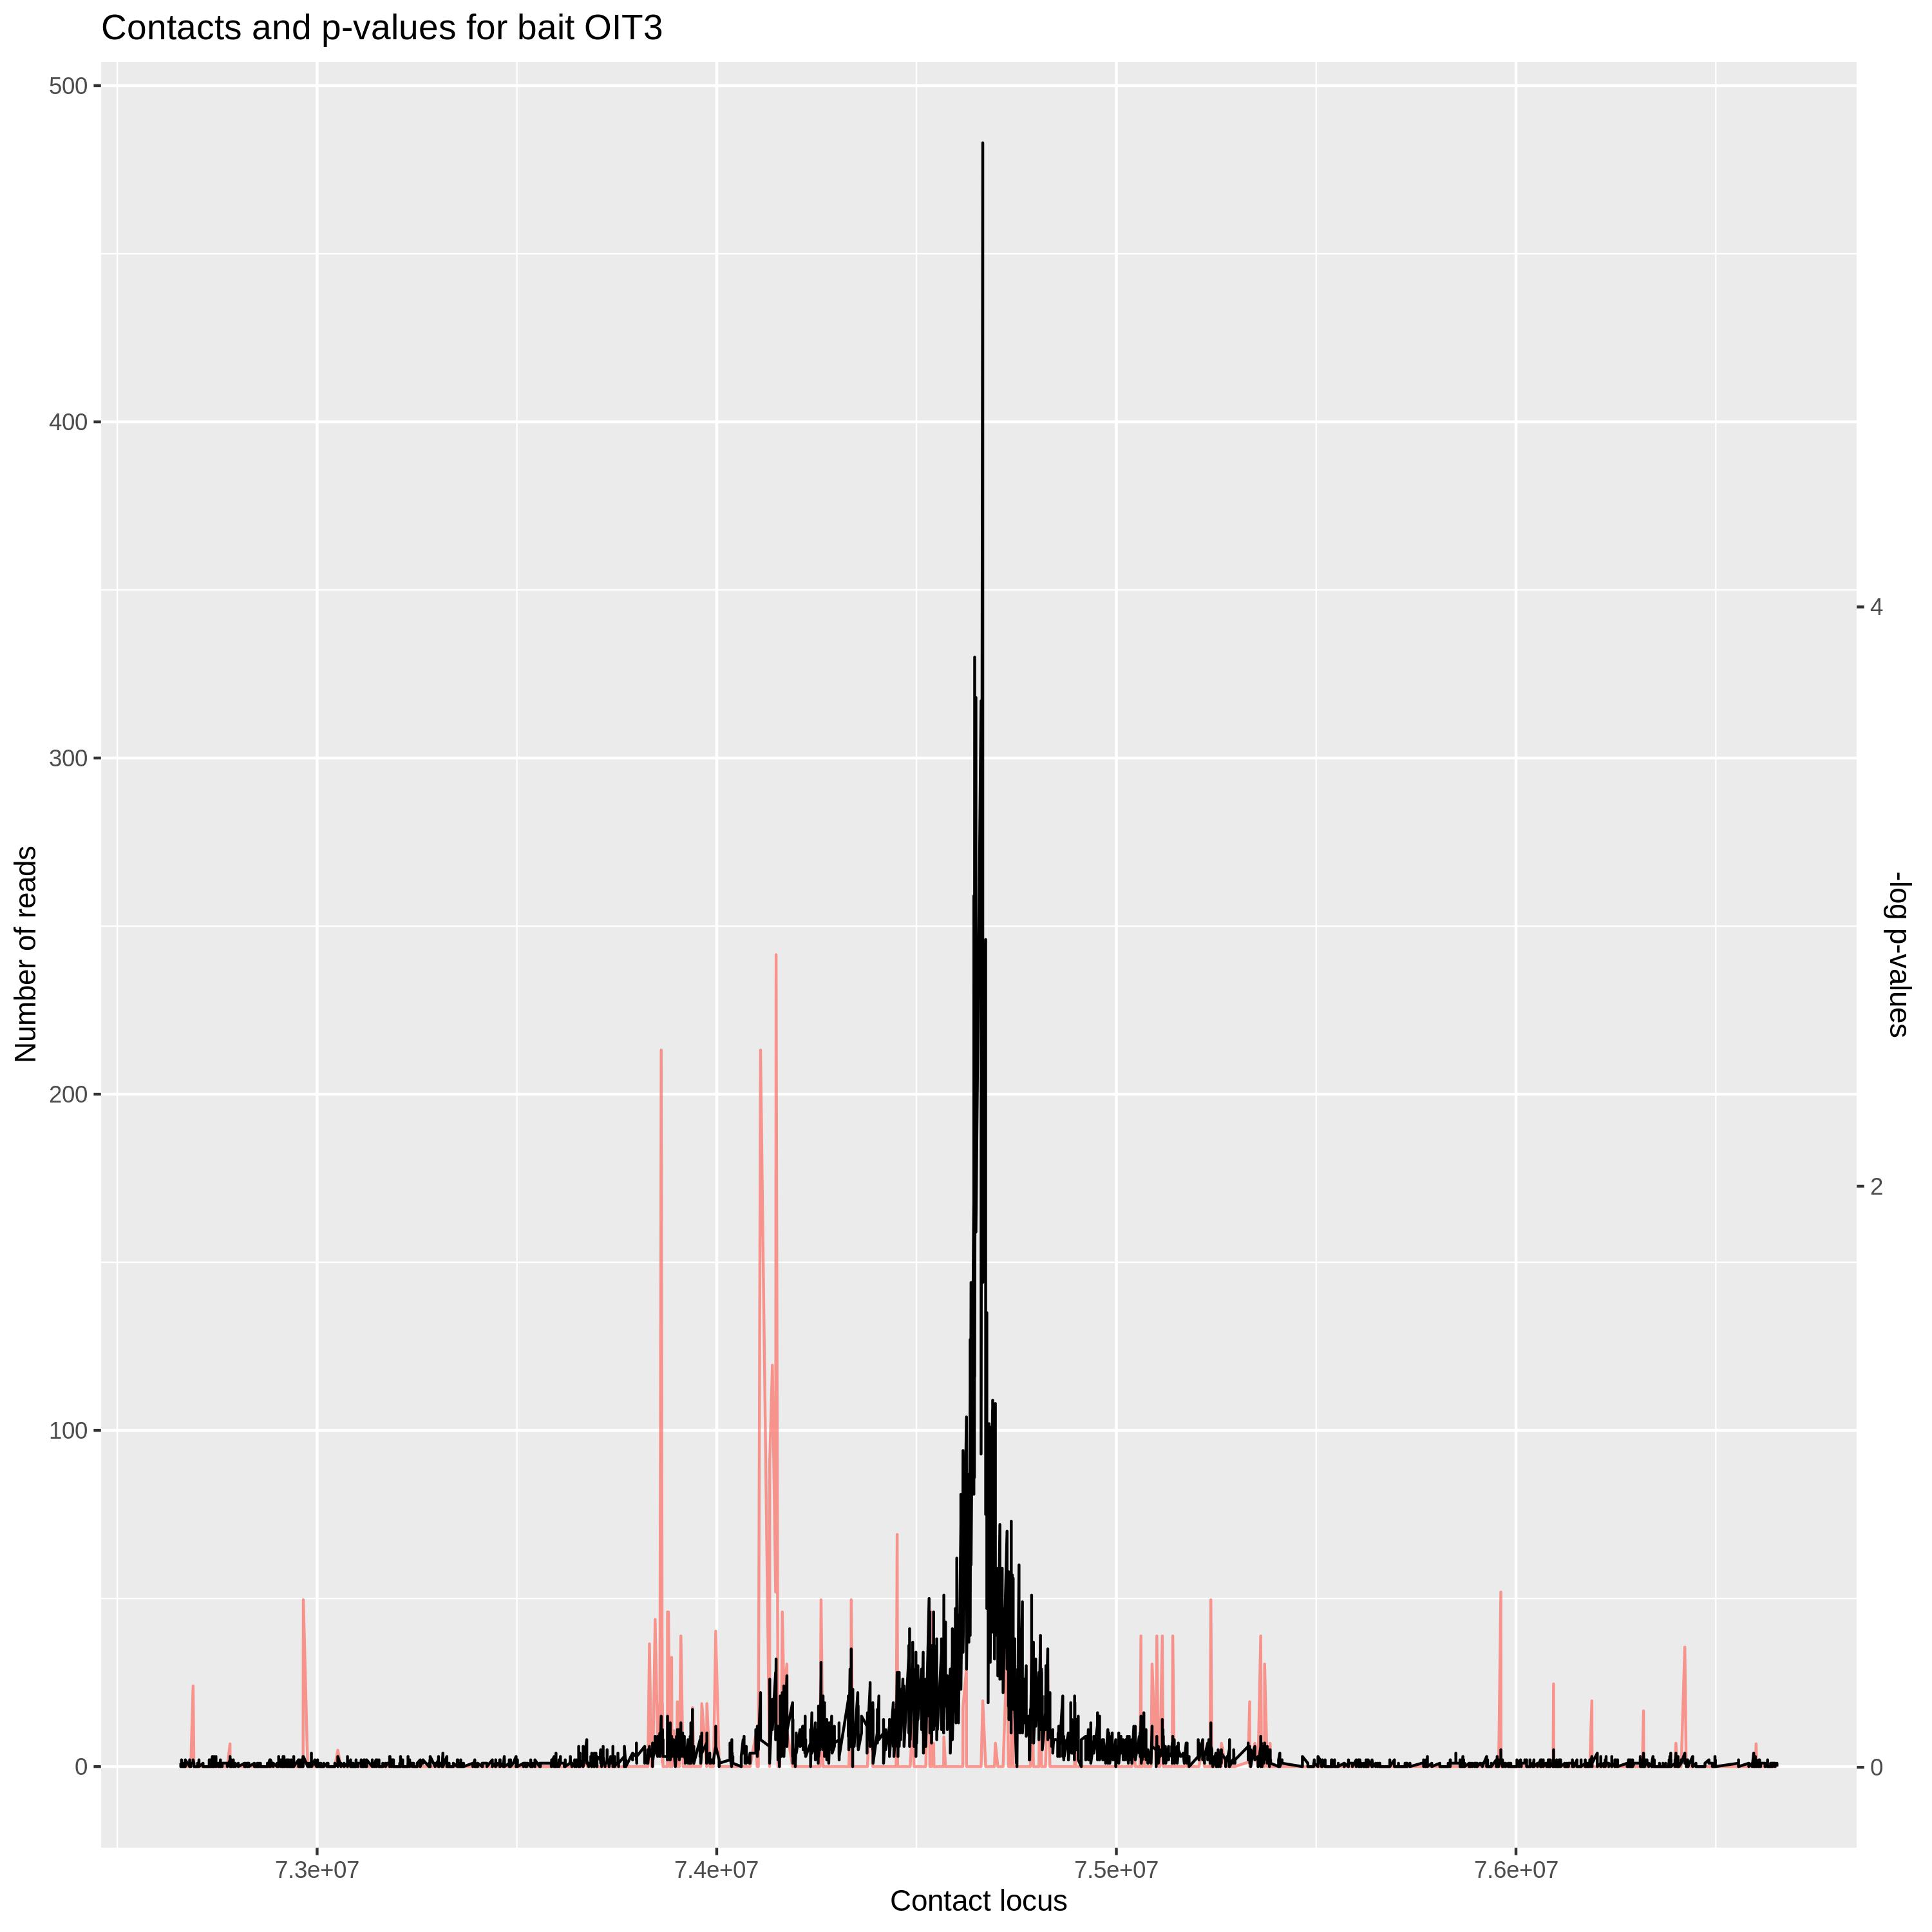 Contacts and p-values for bait OIT3
500
400
300
200
100
0
Number of reads
4
2
0
-log p-values
7.3e+07
7.4e+07
7.5e+07
7.6e+07
Contact locus